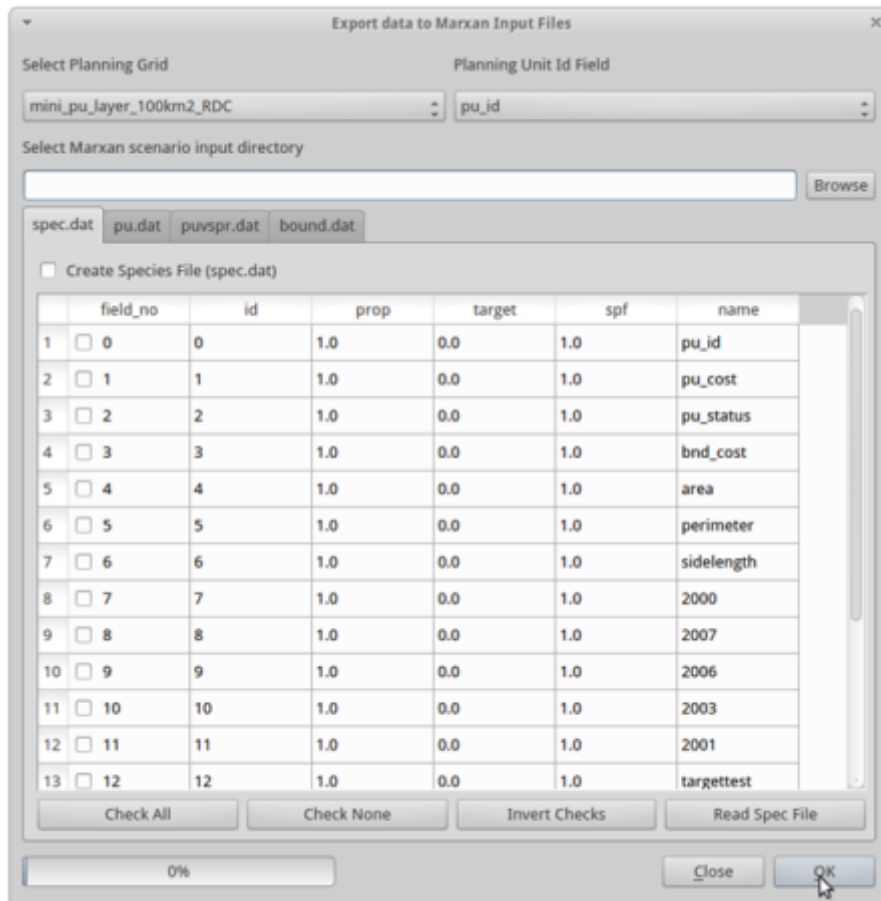 Export data to Marxan Input Files
Select Planning Grid Planning Unit Id Field
mini_pu_layer_100km2_RDC pu_id
Select Marxan scenario input directory
Browse
spec.dat pu.dat puvspr.dat bound.dat
Create Species File (spec.dat)
field_no id prop target spf name
1 0 0 1.0 0.0 1.0 pu_id
2 1 1 1.0 0.0 1.0 pu_cost
3 2 2 1.0 0.0 1.0 pu_status
4 3 3 1.0 0.0 1.0 bnd_cost
5 4 4 1.0 0.0 1.0 area
6 5 5 1.0 0.0 1.0 perimeter
7 6 6 1.0 0.0 1.0 sidelength
8 7 7 1.0 0.0 1.0 2000
9 8 8 1.0 0.0 1.0 2007
10 9 9 1.0 0.0 1.0 2006
11 10 10 1.0 0.0 1.0 2003
12 11 11 1.0 0.0 1.0 2001
13 12 12 1.0 0.0 1.0 targettest
Check All Check None Invert Checks Read Spec File
0% Close OK